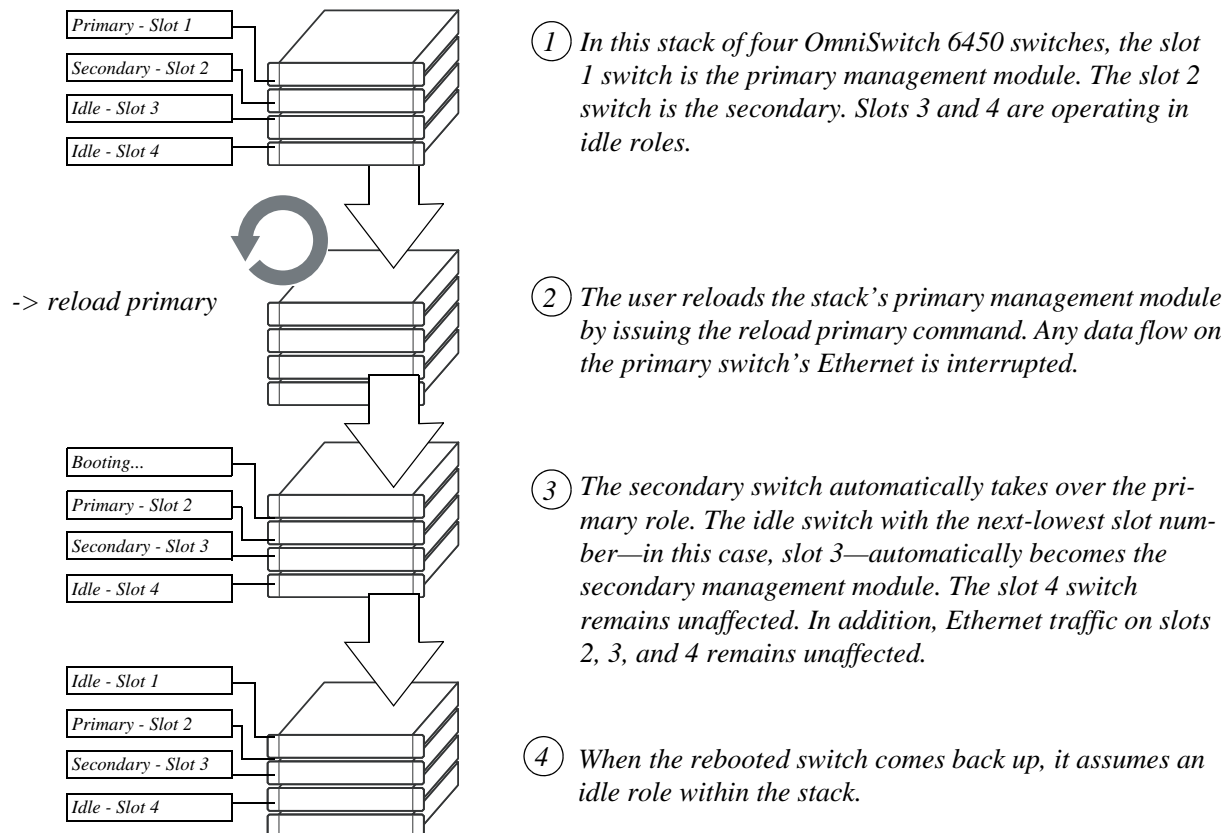 Primary - Slot 1
Secondary - Slot 2
Idle - Slot 3
Idle - Slot 4
1 In this stack of four OmniSwitch 6450 switches, the slot
1 switch is the primary management module. The slot 2
switch is the secondary. Slots 3 and 4 are operating in
idle roles.
-> reload primary
2 The user reloads the stack’s primary management module
by issuing the reload primary command. Any data flow on
the primary switch’s Ethernet is interrupted.
Booting...
Primary - Slot 2
Secondary - Slot 3
Idle - Slot 4
3 The secondary switch automatically takes over the pri-
mary role. The idle switch with the next-lowest slot num-
ber—in this case, slot 3—automatically becomes the
secondary management module. The slot 4 switch
remains unaffected. In addition, Ethernet traffic on slots
2, 3, and 4 remains unaffected.
Idle - Slot 1
Primary - Slot 2
Secondary - Slot 3
Idle - Slot 4
4 When the rebooted switch comes back up, it assumes an
idle role within the stack.